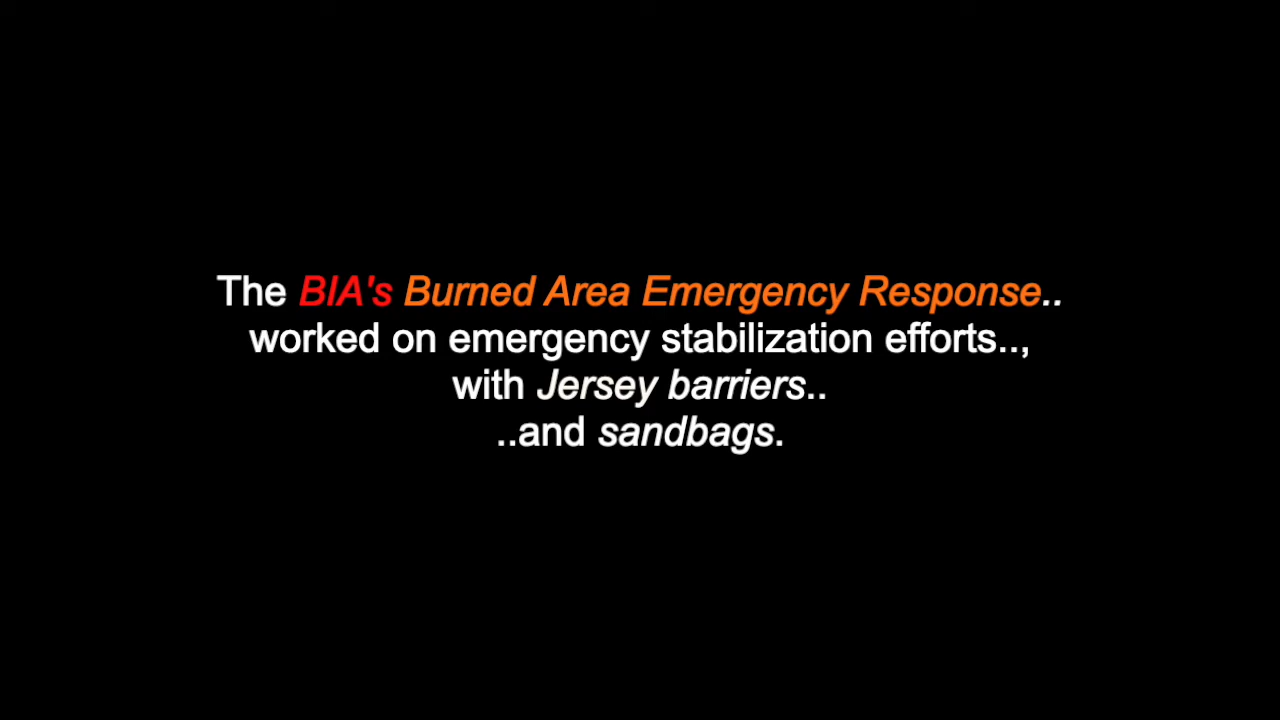 The BIA's Burned Area Emergency Response..
worked on emergency stabilization efforts..,
with Jersey barriers..
..and sandbags.